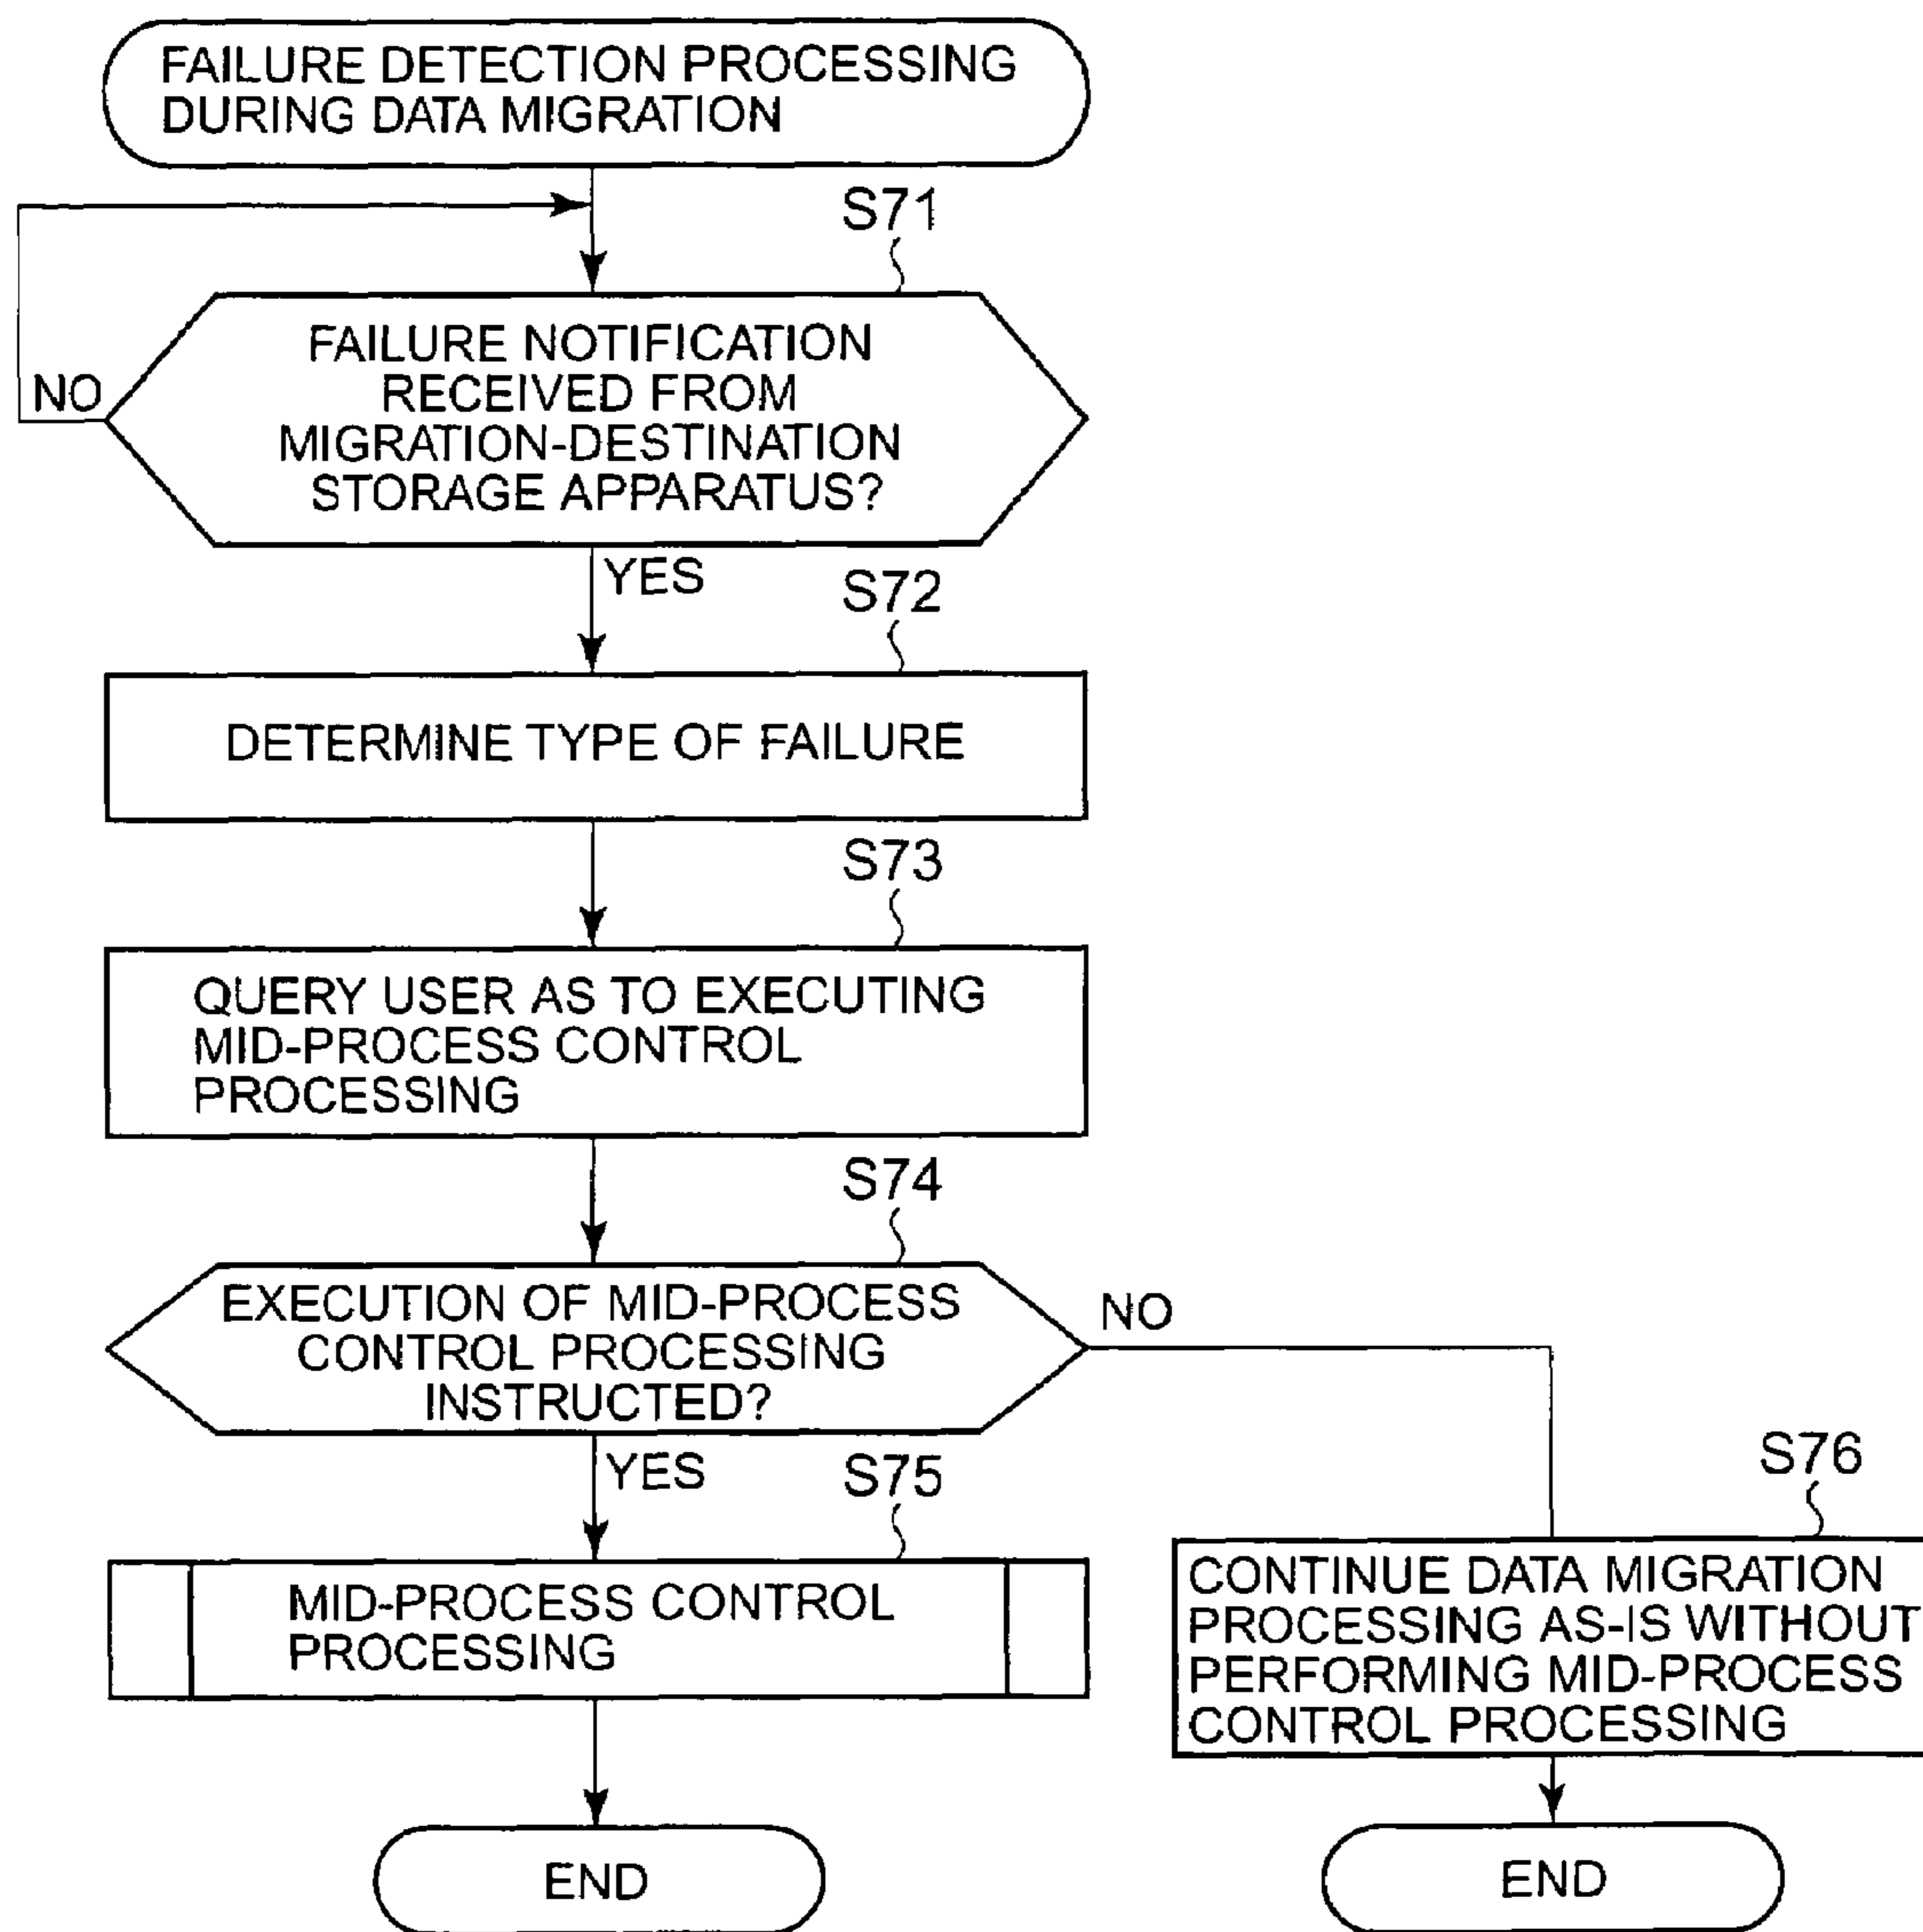 FAILURE DETECTION PROCESSING
DURING DATA MIGRATION
S71
FAILURE NOTIFICATION
RECEIVED FROM
MIGRATION-DESTINATION
STORAGE APPARATUS?
NO
YES
S72
DETERMINE TYPE OF FAILURE
S73
QUERY USER AS TO EXECUTING
MID-PROCESS CONTROL
PROCESSING
S74
EXECUTION OF MID-PROCESS
CONTROL PROCESSING
INSTRUCTED?
NO
YES
S75
MID-PROCESS CONTROL
PROCESSING
S76
CONTINUE DATA MIGRATION
PROCESSING AS-IS WITHOUT
PERFORMING MID-PROCESS
CONTROL PROCESSING
END
END